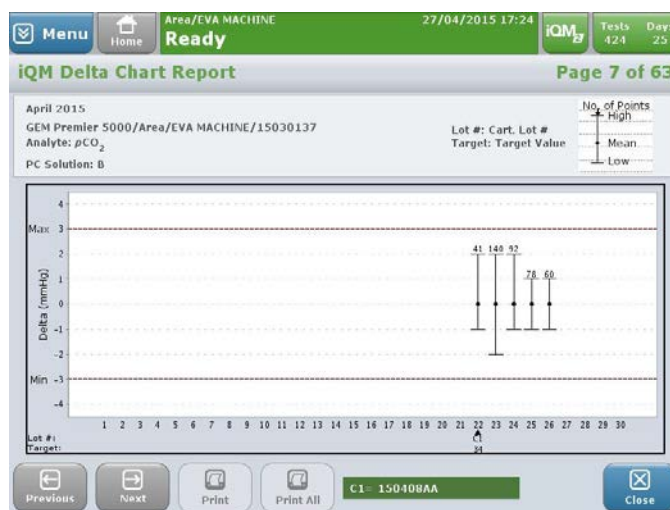 Menu
Home
Area/EVA MACHINE
27/04/2015 17:24
Ready
iQM2
Tests
424
Day
25
iQM Delta Chart Report
Page 7 of 63
April 2015
GEM Premier 5000/Area/EVA MACHINE/15030137
Analyte: pCO2
PC Solution: B
Lot #: Cart. Lot #
Target: Target Value
No. of Points
High
Mean
Low
Delta (mmHg)
4
Max 3
2
1
0
-1
-2
Min -3
-4
41 140 92
78 60
1 2 3 4 5 6 7 8 9 10 11 12 13 14 15 16 17 18 19 20 21 22 23 24 25 26 27 28 29 30
Lot #:
C1
Target:
34
Previous
Next
Print
Print All
C1= 150408AA
Close